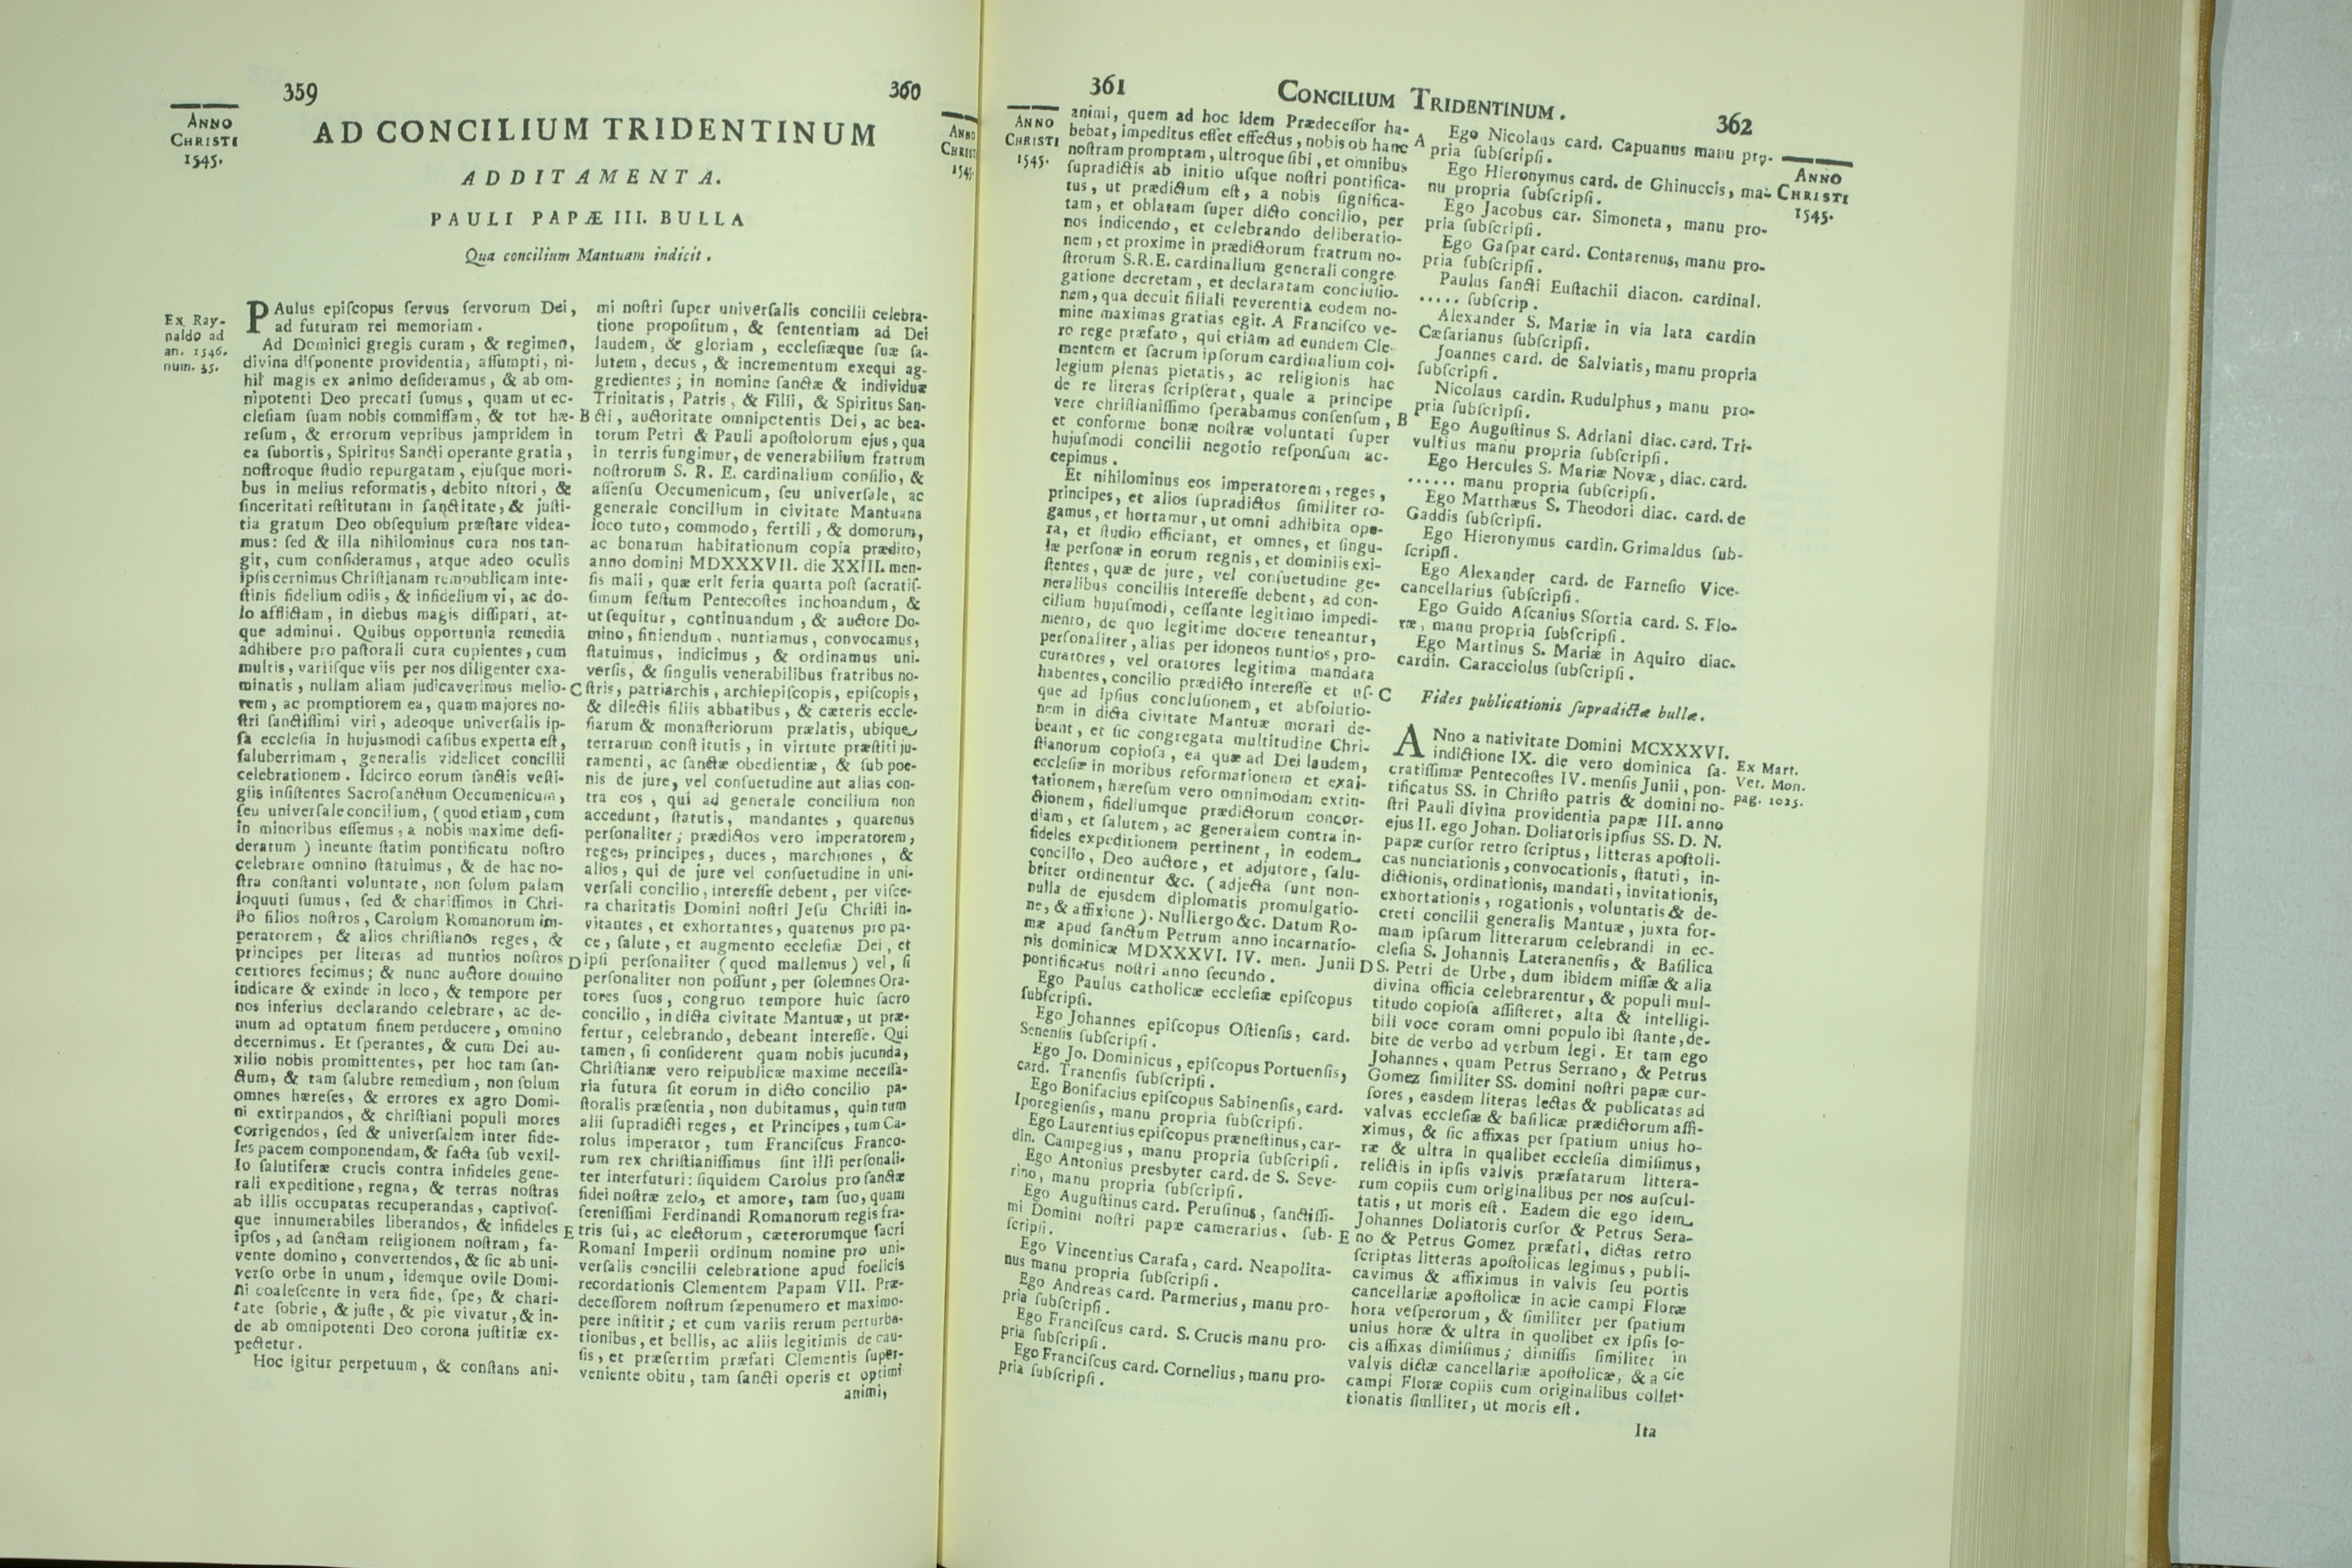 359
360
ANNO
CHRISTI
1545.
AD CONCILIUM TRIDENTINUM
ADDITAMENTA.
PAULI PAPÆ III. BULLA
Qua concilium Mantuam indicit.
Ex Ray-
naldo ad
an. 1546.
num. 35.
PAulus epiſcopus ſervus ſervorum Dei,
ad futuram rei memoriam.
Ad Dominici gregis curam, & regimen,
divina diſponente providentia, aſſumpti, ni-
hil magis ex animo deſideramus, & ab om-
nipotenti Deo precati ſumus, quam ut ec-
cleſiam ſuam nobis commiſſam, & tot hæ-
reſum, & errorum vepribus jampridem in
ea ſubortis, Spiritus Sancti operante gratia,
noſtroque ſtudio repurgatam, ejuſque mori-
bus in melius reformatis, debito nitori, &
ſinceritati reſtitutam in ſanctitate, & juſti-
tia gratum Deo obſequium præſtare videa-
mus: ſed & illa nihilominus cura nos tan-
git, cum conſideramus, atque adeo oculis
ipſis cernimus Chriſtianam rempublicam inte-
ſtinis fidelium odiis, & infidelium vi, ac do-
lo afflictam, in diebus magis diſſipari, at-
que adminui. Quibus opportunia remedia
adhibere pro paſtorali cura cupientes, cum
multis, variiſque viis per nos diligenter exa-
minatis, nullam aliam judicaverimus melio-
rem, ac promptiorem ea, quam majores no-
ſtri ſanctiſſimi viri, adeoque univerſalis ip-
ſa eccleſia in hujuſmodi caſibus experta eſt,
ſaluberrimam, generalis videlicet concilii
celebrationem. Idcirco eorum ſanctis veſti-
giis inſiſtentes Sacroſanctum Oecumenicum,
ſeu univerſale concilium, (quod etiam, cum
in minoribus eſſemus, a nobis maxime deſi-
deratum) ineunte ſtatim pontificatu noſtro
celebrare omnino ſtatuimus, & de hac no-
ſtra conſtanti voluntate, non ſolum palam
loquuti ſumus, ſed & chariſſimos in Chri-
ſto filios noſtros, Carolum Romanorum im-
peratorem, & alios chriſtianos reges, &
principes per literas ad nuntios noſtros
certiores fecimus; & nunc auctore domino
indicare & exinde in loco, & tempore per
nos inferius declarando celebrare, ac de-
mum ad optatum finem perducere, omnino
decernimus. Et ſperantes, & cum Dei au-
xilio nobis promittentes, per hoc tam ſan-
ctum, & tam ſalubre remedium, non ſolum
omnes hæreſes, & errores ex agro Domi-
ni extirpandos, & chriſtiani populi mores
corrigendos, ſed & univerſalem inter fide-
les pacem componendam, & facta ſub vexil-
lo ſalutiferæ crucis contra infideles gene-
rali expeditione, regna, & terras noſtras
ab illis occupatas recuperandas, captivoſ-
que innumerabiles liberandos, & infideles
ipſos, ad ſanctam religionem noſtram, fa-
vente domino, convertendos, & ſic ab uni-
verſo orbe in unum, idemque ovile Domi-
ni coaleſcente in vera fide, ſpe, & chari-
tate ſobrie, & juſte, & pie vivatur, & in-
de ab omnipotenti Deo corona juſtitiæ ex-
pectetur.
Hoc igitur perpetuum, & conſtans ani-
B
C
D
E
mi noſtri ſuper univerſalis concilii celebra-
tione propoſitum, & ſententiam ad Dei
laudem, & gloriam, eccleſiæque ſuæ ſa-
lutem, decus, & incrementum exequi ag-
gredientes; in nomine ſanctæ & individuæ
Trinitatis, Patris, & Filii, & Spiritus San-
cti, auctoritate omnipotentis Dei, ac bea-
torum Petri & Pauli apoſtolorum ejus, qua
in terris fungimur, de venerabilium fratrum
noſtrorum S. R. E. cardinalium conſilio, &
aſſenſu Oecumenicum, ſeu univerſale, ac
generale concilium in civitate Mantuana
loco tuto, commodo, fertili, & domorum,
ac bonarum habitationum copia prædito,
anno domini MDXXXVII. die XXIII. men-
ſis maii, quæ erit feria quarta poſt ſacratiſ-
ſimum feſtum Pentecoſtes inchoandum, &
ut ſequitur, continuandum, & auctore Do-
mino, finiendum, nuntiamus, convocamus,
ſtatuimus, indicimus, & ordinamus uni.
verſis, & ſingulis venerabilibus fratribus no-
ſtris, patriarchis, archiepiſcopis, epiſcopis,
& dilectis filiis abbatibus, & cæteris eccle-
ſiarum & monaſteriorum prælatis, ubique
terrarum conſtitutis, in virtute præſtiti ju-
ramenti, ac ſanctæ obedientiæ, & ſub poe-
nis de jure, vel conſuetudine aut alias con-
tra eos, qui ad generale concilium non
accedunt, ſtatutis, mandantes, quatenus
perſonaliter; prædictos vero imperatorem,
reges, principes, duces, marchiones, &
alios, qui de jure vel conſuetudine in uni-
verſali concilio, intereſſe debent, per viſce-
ra charitatis Domini noſtri Jeſu Chriſti in-
vitantes, et exhortantes, quatenus pro pa-
ce, ſalute, et augmento eccleſiæ Dei, et
ipſi perſonaliter (quod mallemus) vel, ſi
perſonaliter non poſſunt, per ſolemnes Ora-
tores ſuos, congruo tempore huic ſacro
concilio, in dicta civitate Mantuæ, ut præ-
fertur, celebrando, debeant intereſſe. Qui
tamen, ſi conſiderent quam nobis jucunda,
Chriſtianæ vero reipublicæ maxime neceſſa-
ria futura ſit eorum in dicto concilio pa-
ſtoralis præſentia, non dubitamus, quin tum
alii ſupradicti reges, et Principes, tum Ca-
rolus imperator, tum Franciſcus Franco-
rum rex chriſtianiſſimus ſint illi perſonali-
ter interfuturi: ſiquidem Carolus pro ſanctæ
fidei noſtræ zelo, et amore, tam ſuo, quam
ſereniſſimi Ferdinandi Romanorum regis fra-
tris ſui, ac electorum, cæterorumque ſacri
Romani Imperii ordinum nomine pro uni-
verſalis concilii celebratione apud foelicis
recordationis Clementem Papam VII. Præ-
deceſſorem noſtrum ſæpenumero et maximo-
pere inſtitit; et cum variis rerum perturba-
tionibus, et bellis, ac aliis legitimis de cau-
ſis, et præſertim præfati Clementis ſuper-
veniente obitu, tam ſancti operis et optimi
animi,
361
CONCILIUM TRIDENTINUM.
362
ANNO
CHRISTI
1545.
animi, quem ad hoc idem Prædeceſſor ha-
bebat, impeditus eſſet effectus, nobis ob hanc
noſtram promptam, ultroque ſibi, et omnibus
ſupradictis ab initio uſque noſtri pontifica-
tus, ut prædictum eſt, a nobis ſignifica-
tam, et oblatam ſuper dicto concilio, per
nos indicendo, et celebrando deliberatio-
nem, et proxime in prædictorum fratrum no-
ſtrorum S.R.E. cardinalium generali congre-
gatione decretam, et declaratam concluſio-
nem, qua decuit filiali reverentia eodem no-
mine maximas gratias egit. A Franciſco ve-
ro rege præfato, qui etiam ad eundem Cle-
mentem et ſacrum ipſorum cardinalium col-
legium plenas pietatis, ac religionis hac
de re literas ſcripſerat, quale a principe
vere chriſtianiſſimo ſperabamus conſenſum,
et conforme bonæ noſtræ voluntati ſuper
hujuſmodi concilii negotio reſponſum ac-
cepimus.
Et nihilominus eos imperatorem, reges,
principes, et alios ſupradictos ſimiliter ro-
gamus, et hortamur, ut omni adhibita ope-
ra, et ſtudio efficiant, et omnes, et ſingu-
læ perſonæ in eorum regnis, et dominiis exi-
ſtentes, quæ de jure, vel conſuetudine ge-
neralibus conciliis intereſſe debent, ad con-
cilium hujuſmodi, ceſſante legitimo impedi-
mento, de quo legitime docere teneantur,
perſonaliter, alias per idoneos nuntios, pro-
curatores, vel oratores legitima mandata
habentes, concilio prædicto intereſſe et uſ-
que ad ipſius concluſionem, et abſolutio-
nem in dicta civitate Mantuæ morari de-
beant, et ſic congregata multitudine Chri-
ſtianorum copioſa, ea quæ ad Dei laudem,
eccleſiæ in moribus reformationem et exal-
tationem, hæreſum vero omnimodam extin-
ctionem, fideliumque prædictorum concor-
diam, et ſalutem, ac generalem contra in-
fideles expeditionem pertinent, in eodem
concilio, Deo auctore, et adjutore, ſalu-
briter ordinentur &c. (adjecta ſunt non-
nulla de ejusdem diplomatis promulgatio-
ne, & affixione). Nulli ergo &c. Datum Ro-
mæ apud ſanctum Petrum anno incarnatio-
nis dominicæ MDXXXVI. IV. men. Junii
pontificatus noſtri anno ſecundo.
Ego Paulus catholicæ eccleſiæ epiſcopus
ſubſcripſi.
Ego Johannes epiſcopus Oſtienſis, card.
Senenſis ſubſcripſi.
Ego Jo. Dominicus, epiſcopus Portuenſis,
card. Tranenſis ſubſcripſi.
Ego Bonifacius epiſcopus Sabinenſis, card.
Iporegienſis, manu propria ſubſcripſi.
Ego Laurentius epiſcopus præneſtinus, car-
din. Campegius, manu propria ſubſcripſi.
Ego Antonius presbyter card. de S. Seve-
rino, manu propria ſubſcripſi.
Ego Auguſtinus card. Peruſinus, ſanctiſſi-
mi Domini noſtri papæ camerarius, ſub-
ſcripſi.
Ego Vincentius Carafa, card. Neapolita-
nus manu propria ſubſcripſi.
Ego Andreas card. Parmerius, manu pro-
pria ſubſcripſi.
Ego Franciſcus card. S. Crucis manu pro-
pria ſubſcripſi.
Ego Franciſcus card. Cornelius, manu pro-
pria ſubſcripſi.
A
B
C
D
E
Ego Nicolaus card. Capuanus manu pro-
pria ſubſcripſi.
Ego Hieronymus card. de Ghinuccis, ma-
nu propria ſubſcripſi.
Ego Jacobus car. Simoneta, manu pro-
pria ſubſcripſi.
Ego Gaſpar card. Contarenus, manu pro-
pria ſubſcripſi.
Paulus ſancti Euſtachii diacon. cardinal.
..... ſubſcrip.
Alexander S. Mariæ in via lata cardin
Cæſarianus ſubſcripſi.
Joannes card. de Salviatis, manu propria
ſubſcripſi.
Nicolaus cardin. Rudulphus, manu pro-
pria ſubſcripſi.
Ego Auguſtinus S. Adriani diac. card. Tri-
vultius manu propria ſubſcripſi.
Ego Hercules S. Mariæ Novæ, diac. card.
...... manu propria ſubſcripſi.
Ego Matthæus S. Theodori diac. card. de
Gaddis ſubſcripſi.
Ego Hieronymus cardin. Grimaldus ſub-
ſcripſi.
Ego Alexander card. de Farneſio Vice-
cancellarius ſubſcripſi.
Ego Guido Aſcanius Sſortia card. S. Flo-
ræ, manu propria ſubſcripſi.
Ego Martinus S. Mariæ in Aquiro diac.
cardin. Caracciolus ſubſcripſi.
Fides publicationis ſupradictæ bullæ.
ANno a nativitate Domini MCXXXVI.
indictione IX. die vero dominica ſa-
cratiſſimæ Pentecoſtes IV. menſis Junii, pon-
tificatus SS. in Chriſto patris & domini no-
ſtri Pauli divina providentia papæ III. anno
ejus II. ego Johan. Doliatoris ipſius SS. D. N.
papæ curſor retro ſcriptus, litteras apoſtoli-
cas nunciationis, convocationis, ſtatuti, in-
dictionis, ordinationis, mandati, invitationis,
exhortationis, rogationis, voluntatis & de-
creti concilii generalis Mantuæ, juxta for-
mam ipſarum litterarum celebrandi in ec-
cleſia S. Johannis Lateranenſis, & Baſilica
S. Petri de Urbe, dum ibidem miſſæ & alia
divina officia celebrarentur, & populi mul-
titudo copioſa aſſiſteret, alta & intelligi-
bili voce coram omni populo ibi ſtante, de-
bite de verbo ad verbum legi. Et tam ego
Johannes, quam Petrus Serrano, & Petrus
Gomez ſimiliter SS. domini noſtri papæ cur-
ſores, easdem literas lectas & publicatas ad
valvas eccleſiæ & baſilicæ prædictorum affi-
ximus, & ſic affixas per ſpatium unius ho-
ræ & ultra in qualibet eccleſia dimiſimus,
relictis in ipſis valvis præfatarum littera-
rum copiis cum originalibus per nos auſcul-
tatis, ut moris eſt. Eadem die ego idem
Johannes Doliatoris curſor & Petrus Sera-
no & Petrus Gomez præfati, dictas retro
ſcriptas litteras apoſtolicas legimus, publi-
cavimus & affiximus in valvis ſeu portis
cancellariæ apoſtolicæ in acie campi Floræ
hora veſperorum, & ſimiliter per ſpatium
unius horæ & ultra in quolibet ex ipſis lo-
cis affixas dimiſimus; dimiſſis ſimiliter in
valvis dictæ cancellariæ apoſtolicæ, & a cie
campi Floræ copiis cum originalibus collet-
tionatis ſimiliter, ut moris eſt.
Ita
ANNO
CHRISTI
1545.
Ex Mart.
Vet. Mon.
pag. 1025.